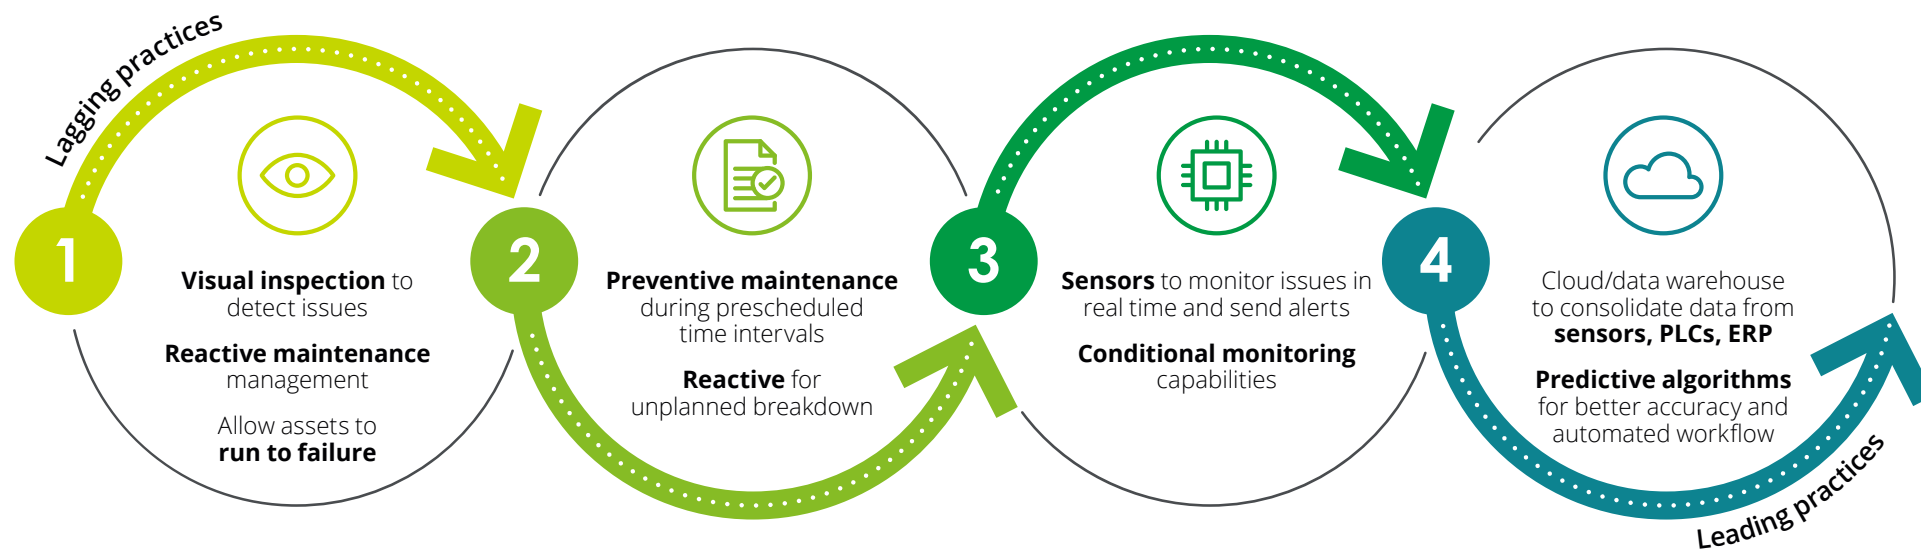 Lagging practices
1
Visual inspection to
detect issues
Reactive maintenance
management
Allow assets to
run to failure
2
Preventive maintenance
during prescheduled
time intervals
Reactive for
unplanned breakdown
3
Sensors to monitor issues in
real time and send alerts
Conditional monitoring
capabilities
4
Cloud/data warehouse
to consolidate data from
sensors, PLCs, ERP
Predictive algorithms
for better accuracy and
automated workflow
Leading practices